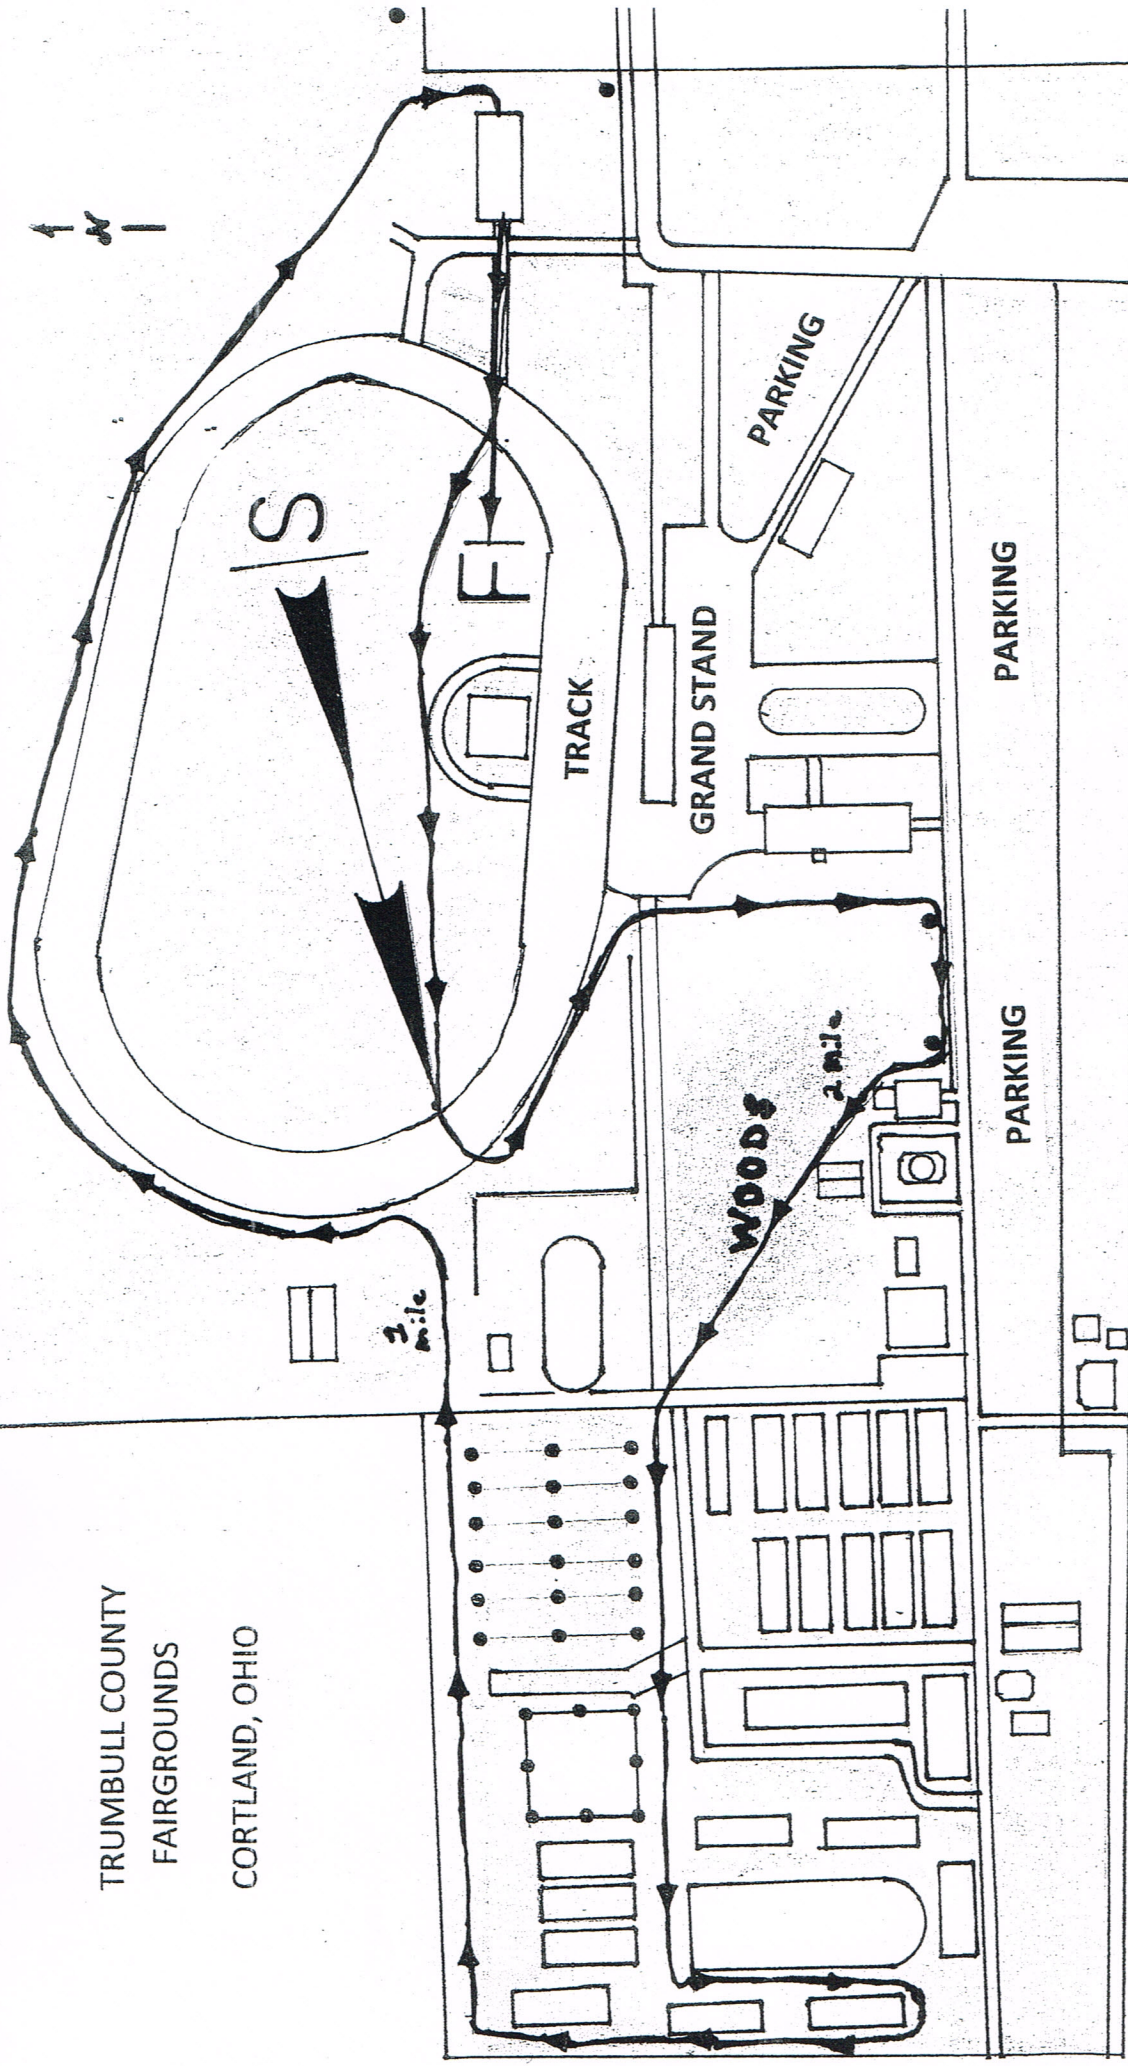 TRUMBULL COUNTY
FAIRGROUNDS
CORTLAND, OHIO
N
S
F
TRACK
GRAND STAND
PARKING
PARKING
PARKING
WOODS
1
mile
2 mile